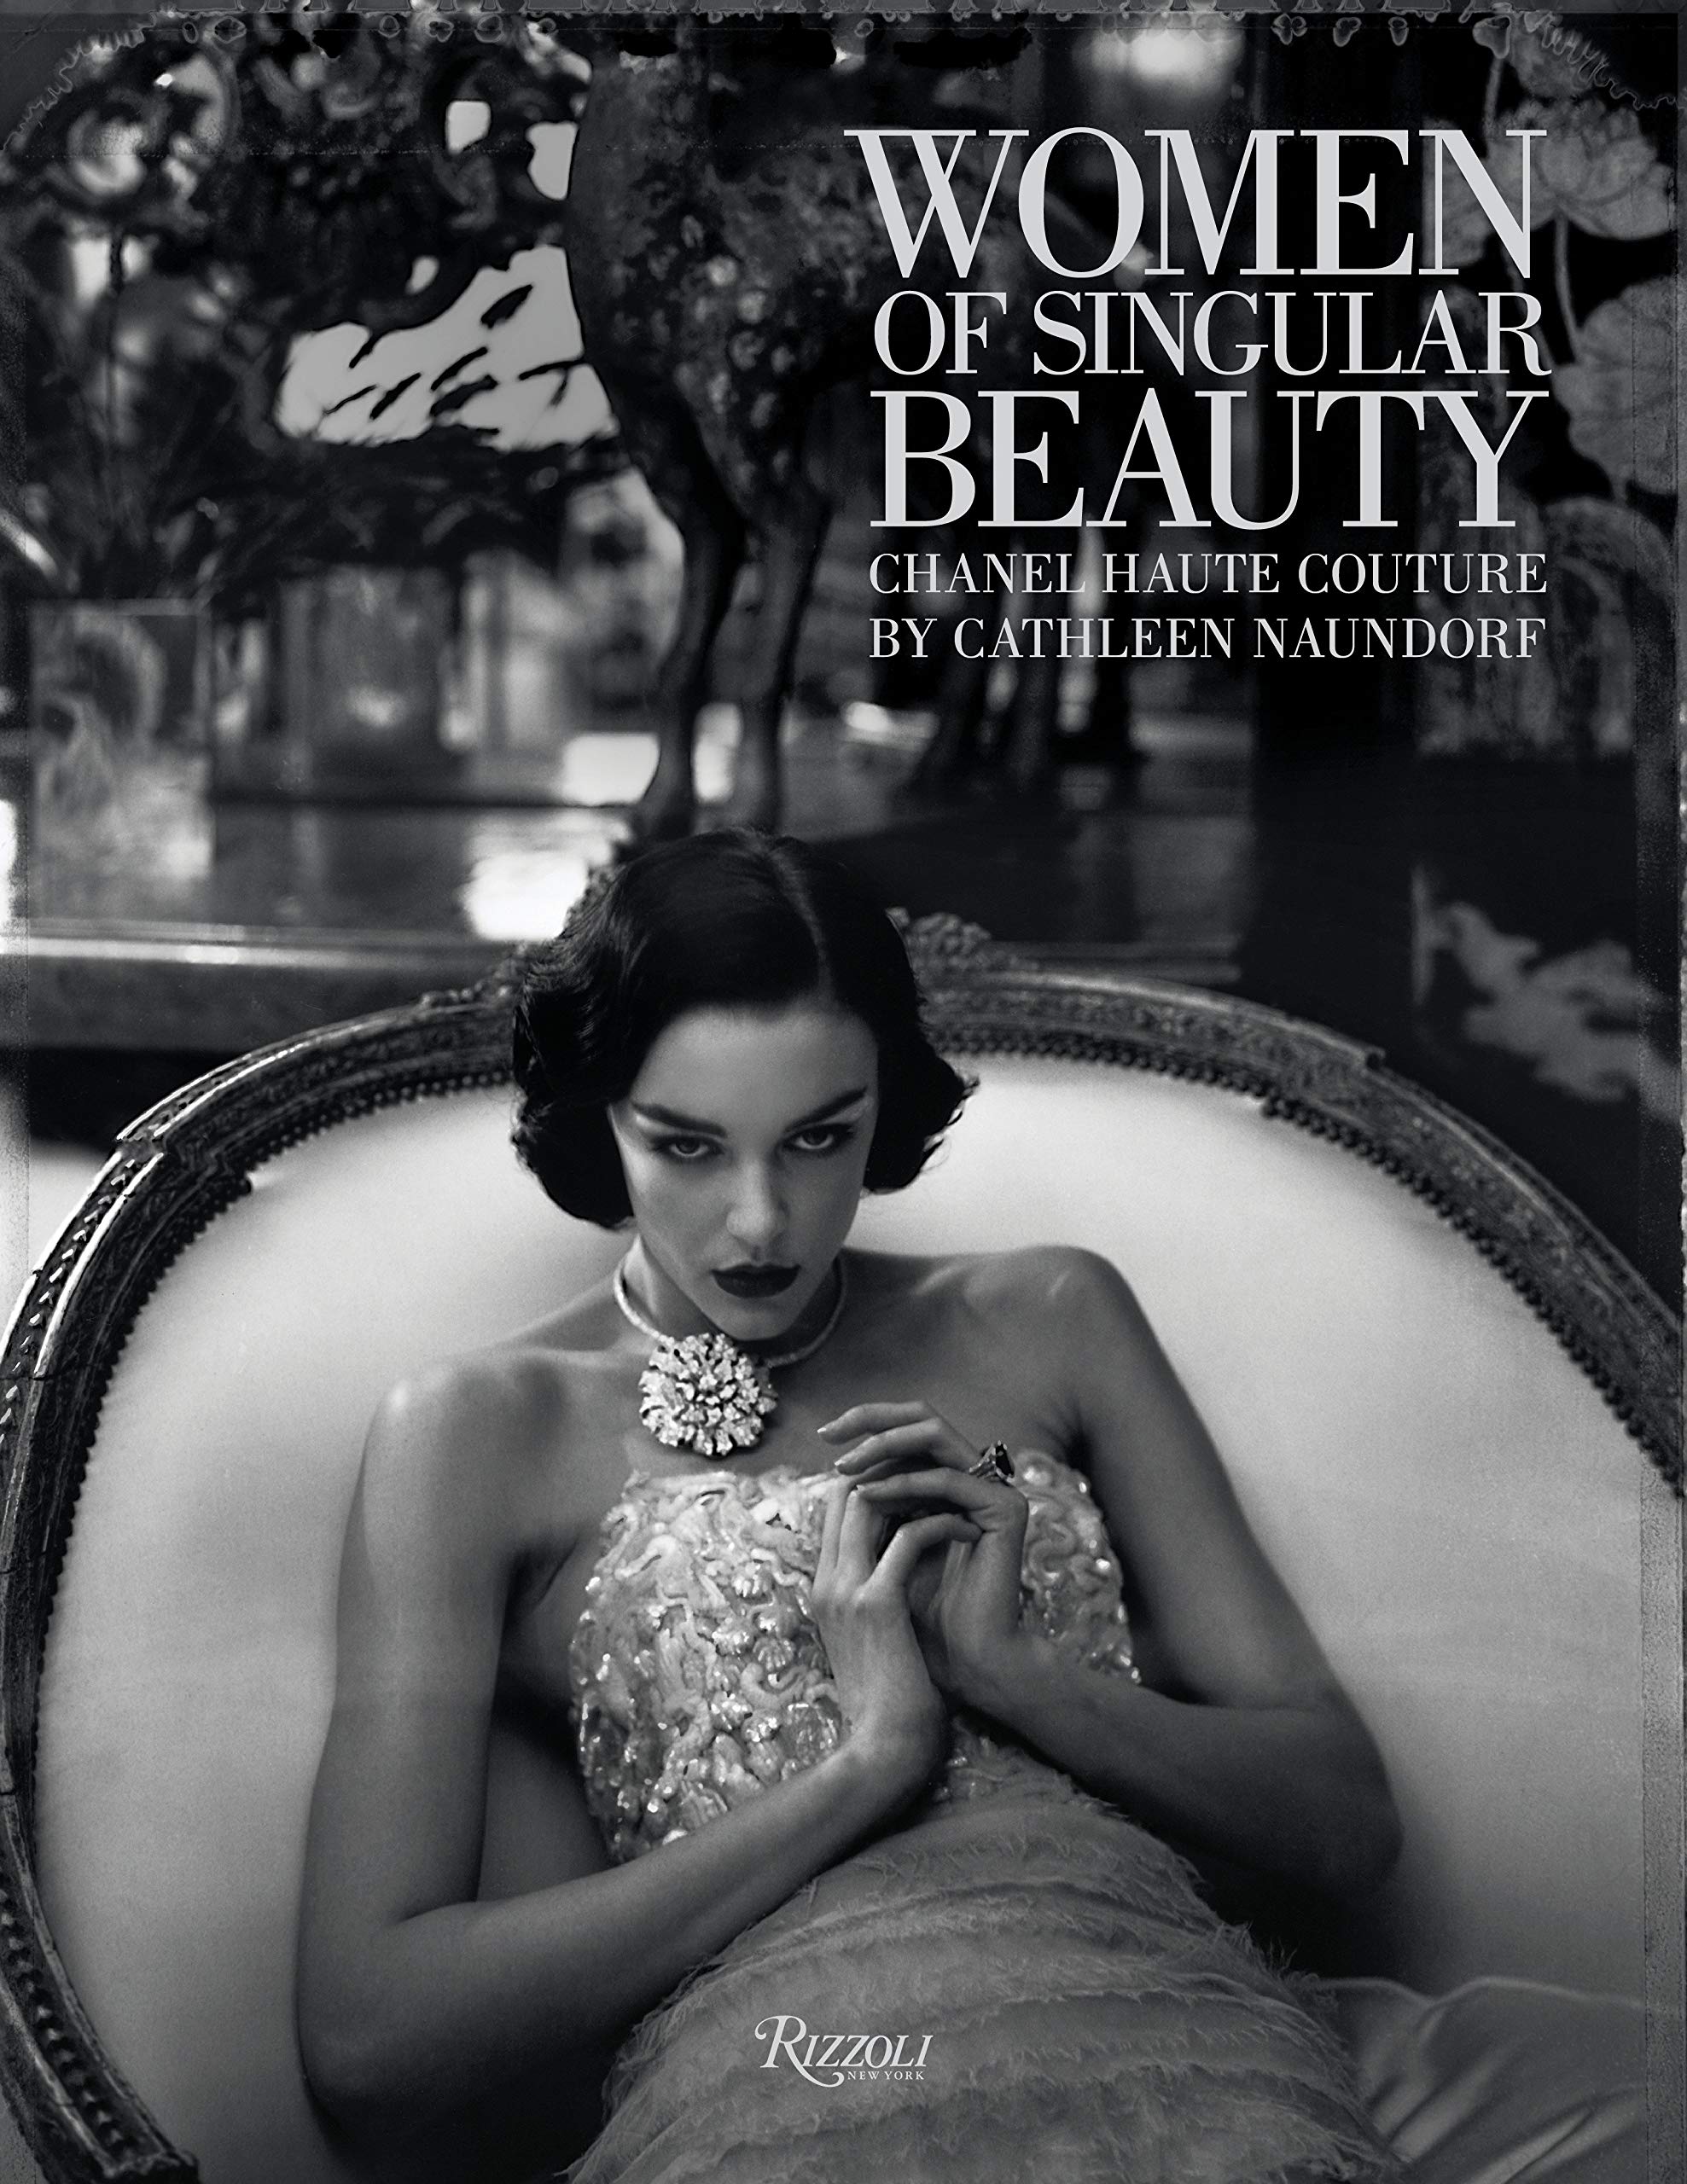 WOMEN
OF SINGULAR
BEAUTY
CHANEL HAUTE COUTURE
BY CATHLEEN NAUNDORF
RIZZOLI
NEW YORK